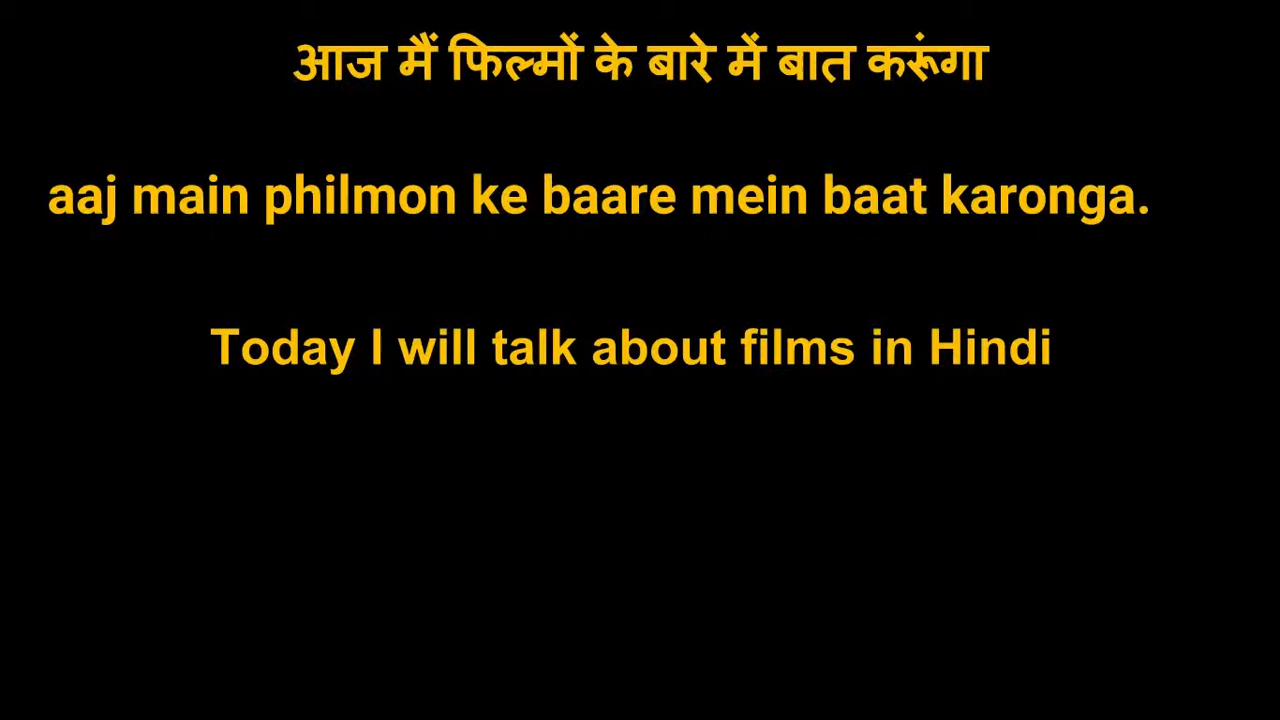 आज मैं फिल्मों के बारे में बात करूंगा
aaj main philmon ke baare mein baat karonga.
Today I will talk about films in Hindi